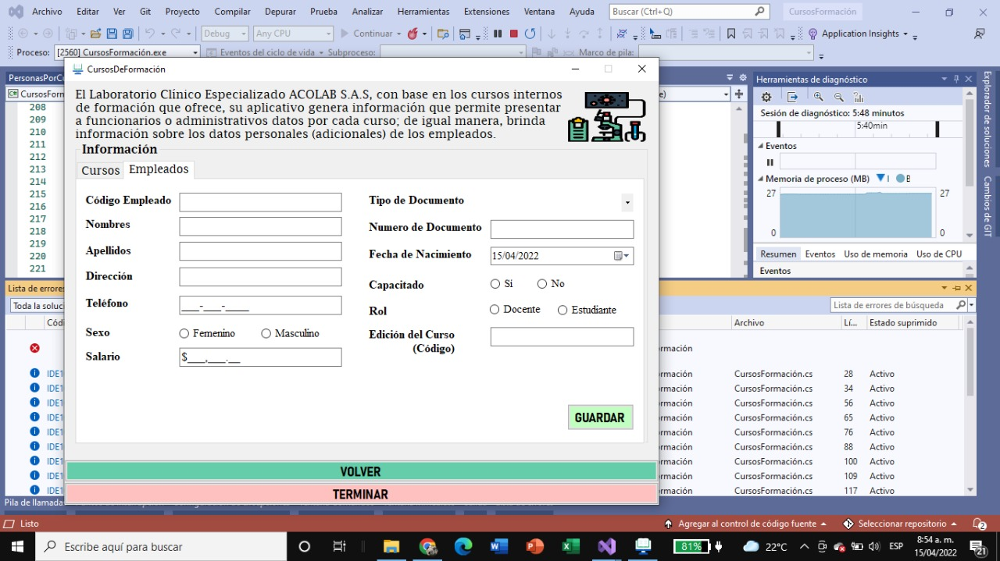 Archivo Editar Ver Git Proyecto Compilar Depurar Prueba Analizar Herramientas Extensiones Ventana Ayuda Buscar (Ctrl+Q) CursosFormación
Debug Any CPU Continuar Application Insights
Proceso: [2560] CursosFormación.exe Eventos del ciclo de vida Subproceso: Marco de pila:
CursosDeFormación
El Laboratorio Clínico Especializado ACOLAB S.A.S, con base en los cursos internos
de formación que ofrece, su aplicativo genera información que permite presentar
a funcionarios o administrativos datos por cada curso; de igual manera, brinda
información sobre los datos personales (adicionales) de los empleados.
Información
Cursos Empleados
Código Empleado
Nombres
Apellidos
Dirección
Teléfono ___-___-____
Sexo Femenino Masculino
Salario $___,___.__
Tipo de Documento
Numero de Documento
Fecha de Nacimiento 15/04/2022
Capacitado Si No
Rol Docente Estudiante
Edición del Curso
(Código)
GUARDAR
VOLVER
TERMINAR
208
209
210
211
212
213
214
215
216
217
218
219
220
221
Herramientas de diagnóstico
Sesión de diagnóstico: 5:48 minutos
5:40min
Eventos
Memoria de proceso (MB) I B
27 27
0 0
Resumen Eventos Uso de memoria Uso de CPU
Eventos
Explorador de soluciones
Cambios de GIT
Lista de errores
Toda la soluc Lista de errores de búsqueda
Códi Archivo Lí... Estado suprimido
rmación
IDE1 rmación CursosFormación.cs 28 Activo
IDE1 rmación CursosFormación.cs 34 Activo
IDE1 rmación CursosFormación.cs 56 Activo
IDE1 rmación CursosFormación.cs 65 Activo
IDE1 rmación CursosFormación.cs 76 Activo
IDE1 rmación CursosFormación.cs 88 Activo
IDE1 rmación CursosFormación.cs 100 Activo
IDE1 rmación CursosFormación.cs 109 Activo
IDE1 rmación CursosFormación.cs 117 Activo
Pila de llamada
Listo Agregar al control de código fuente Seleccionar repositorio 2
Escribe aquí para buscar 81% 22°C ESP 8:54 a. m.
15/04/2022 21